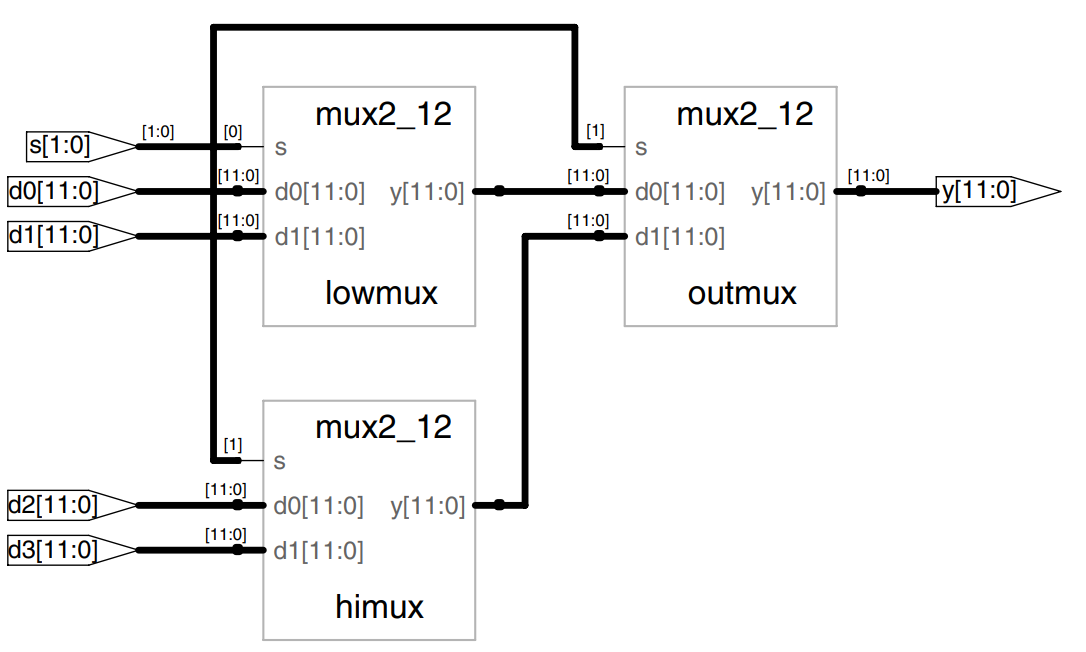 mux2_12
mux2_12
s[1:0]
[1:0]
[0]
s
[1]
s
d0[11:0]
[11:0]
d0[11:0]
y[11:0]
[11:0]
d0[11:0]
y[11:0]
[11:0]
y[11:0]
d1[11:0]
[11:0]
d1[11:0]
[11:0]
d1[11:0]
lowmux
outmux
mux2_12
[1]
s
d2[11:0]
[11:0]
d0[11:0]
y[11:0]
d3[11:0]
[11:0]
d1[11:0]
himux